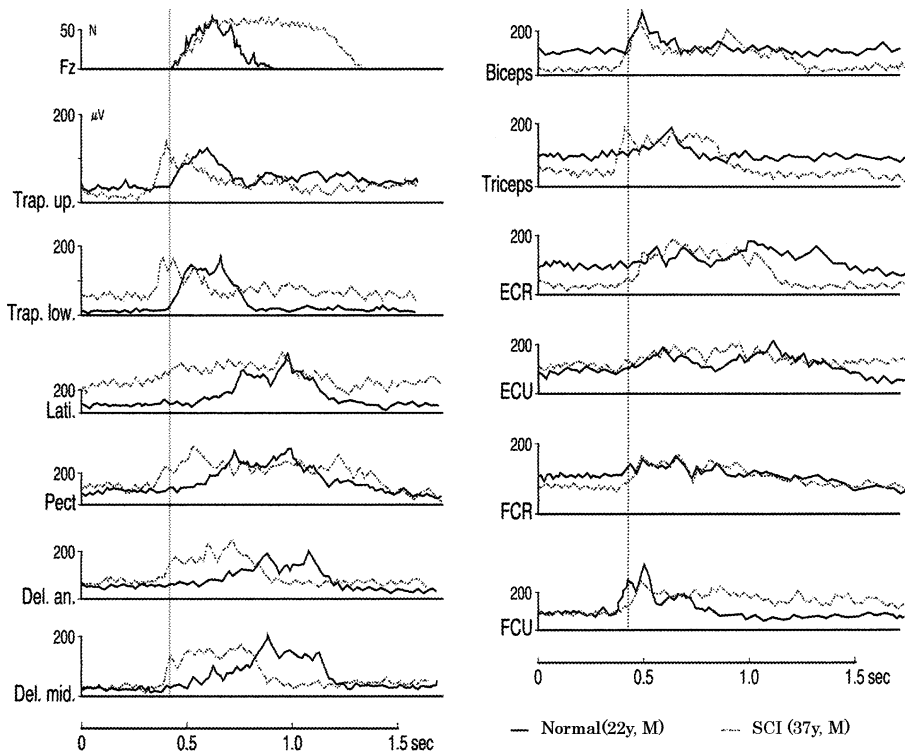 50 N
Fz
200 µV
Trap. up.
200
Trap. low.
200
Lati.
200
Pect
200
Del. an.
200
Del. mid.
0 0.5 1.0 1.5 sec
200
Biceps
200
Triceps
200
ECR
200
ECU
200
FCR
200
FCU
0 0.5 1.0 1.5 sec
Normal(22y, M) SCI (37y, M)